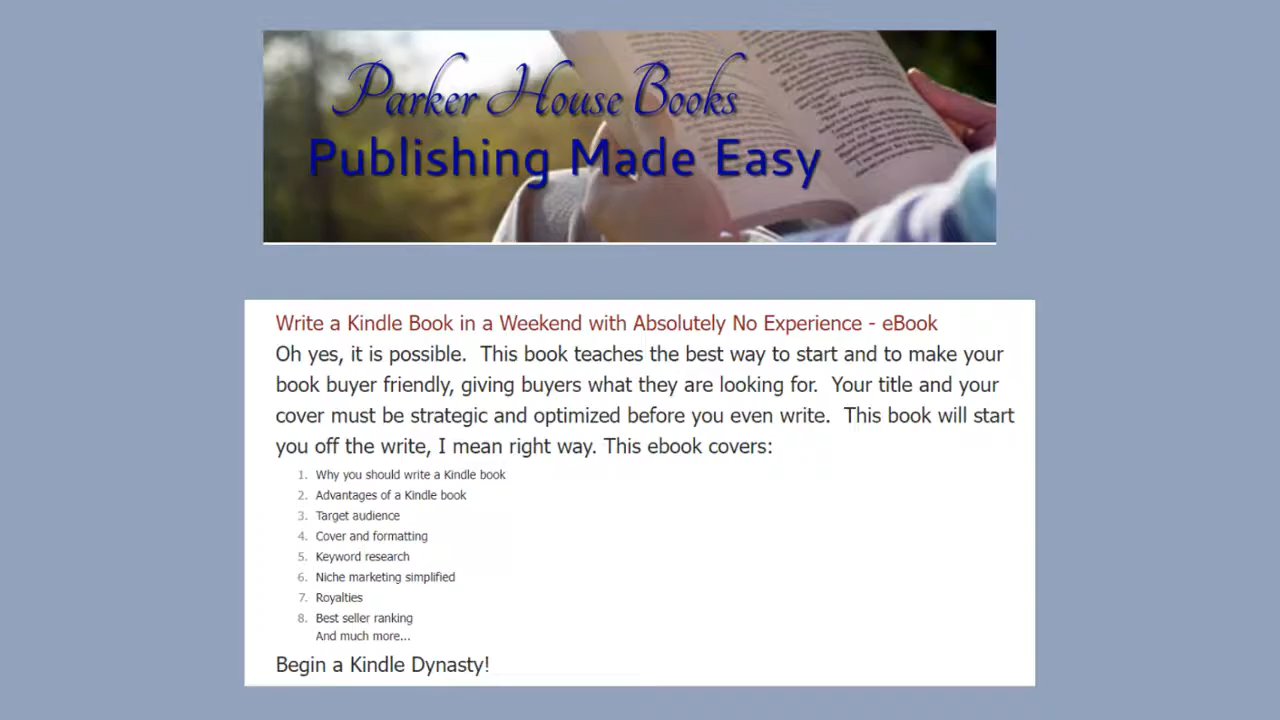 Parker House Books
Publishing Made Easy
Write a Kindle Book in a Weekend with Absolutely No Experience - eBook
Oh yes, it is possible.  This book teaches the best way to start and to make your
book buyer friendly, giving buyers what they are looking for.  Your title and your
cover must be strategic and optimized before you even write.  This book will start
you off the write, I mean right way. This ebook covers:
1. Why you should write a Kindle book
2. Advantages of a Kindle book
3. Target audience
4. Cover and formatting
5. Keyword research
6. Niche marketing simplified
7. Royalties
8. Best seller ranking
And much more...
Begin a Kindle Dynasty!